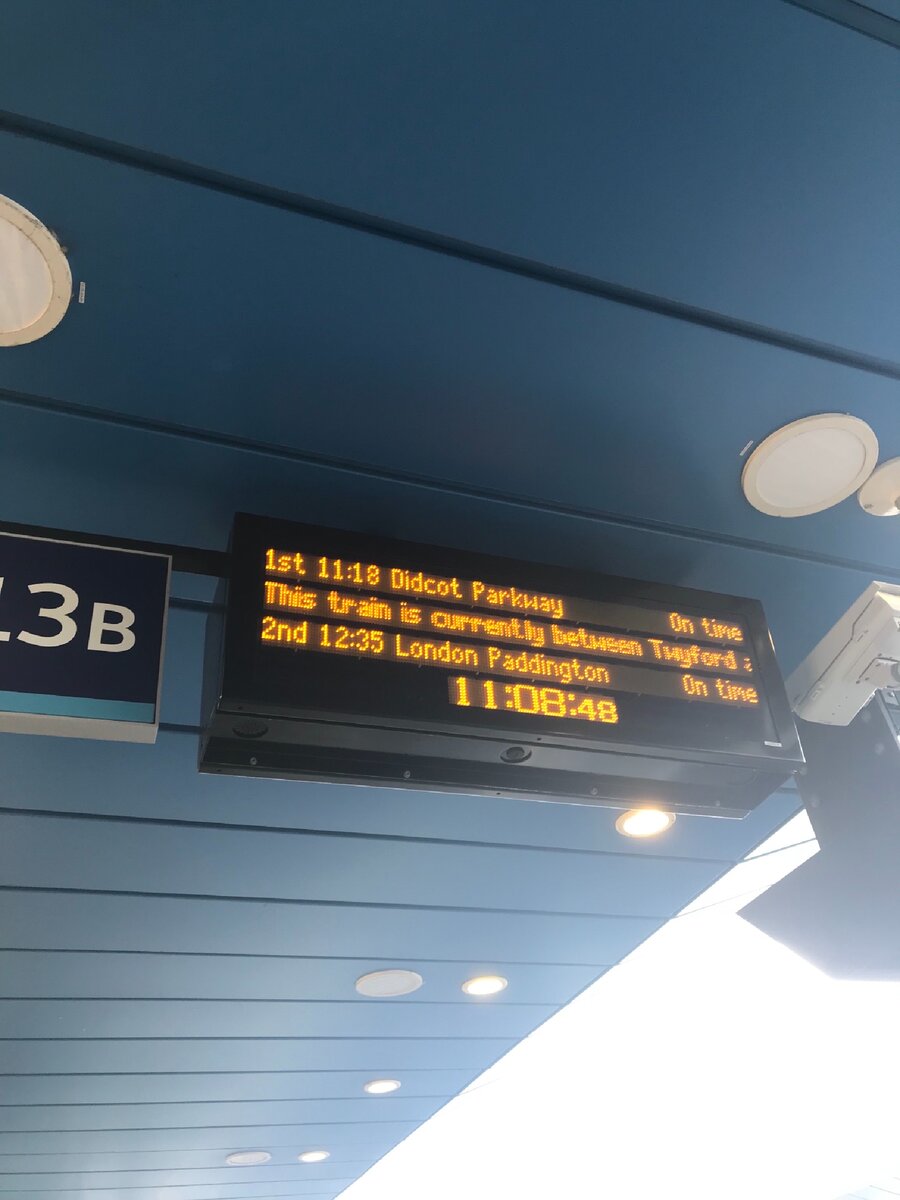 13B
1st 11:18 Didcot Parkway On time
This train is currently between Twyford a
2nd 12:35 London Paddington On time
11:08:48